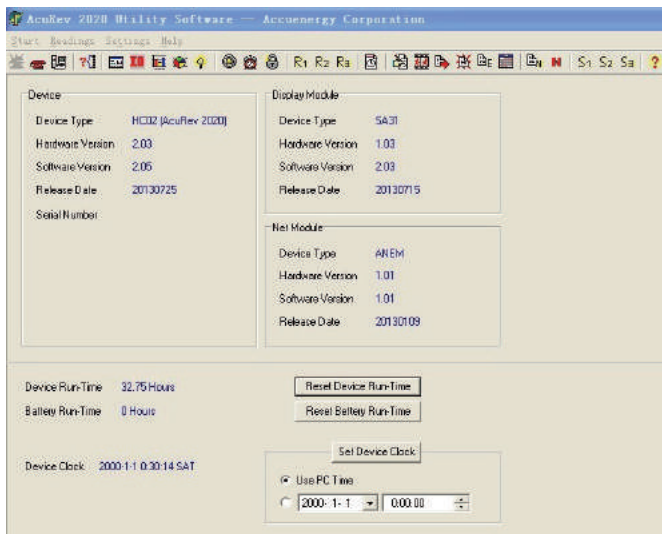 AcuRev 2020 Utility Software -- Accuenergy Corporation
Start Readings Settings Help
R1 R2 R3 S1 S2 S3 ?
Device
Device Type HC02 (AcuRev 2020)
Hardware Version 2.03
Software Version 2.05
Release Date 20130725
Serial Number
Display Module
Device Type SA31
Hardware Version 1.03
Software Version 2.03
Release Date 20130715
Net Module
Device Type ANEM
Hardware Version 1.01
Software Version 1.01
Release Date 20130109
Device Run-Time 32.75 Hours
Reset Device Run-Time
Battery Run-Time 0 Hours
Reset Battery Run-Time
Device Clock 2000-1-1 0:30:14 SAT
Set Device Clock
Use PC Time
2000- 1- 1 0:00:00